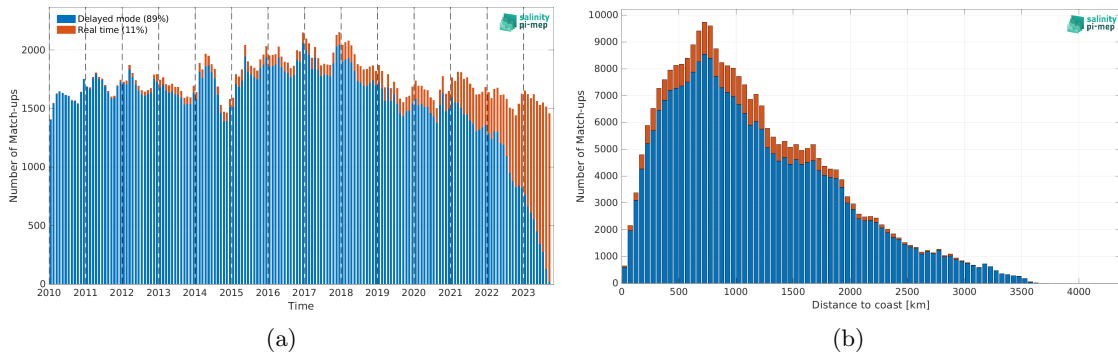 Delayed mode (89%)
Real time (11%)
salinity
pi-mep
Number of Match-ups
2000
1500
1000
500
0
2010 2011 2012 2013 2014 2015 2016 2017 2018 2019 2020 2021 2022 2023
Time
(a)
salinity
pi-mep
Number of Match-ups
10000
9000
8000
7000
6000
5000
4000
3000
2000
1000
0
0 500 1000 1500 2000 2500 3000 3500 4000
Distance to coast [km]
(b)